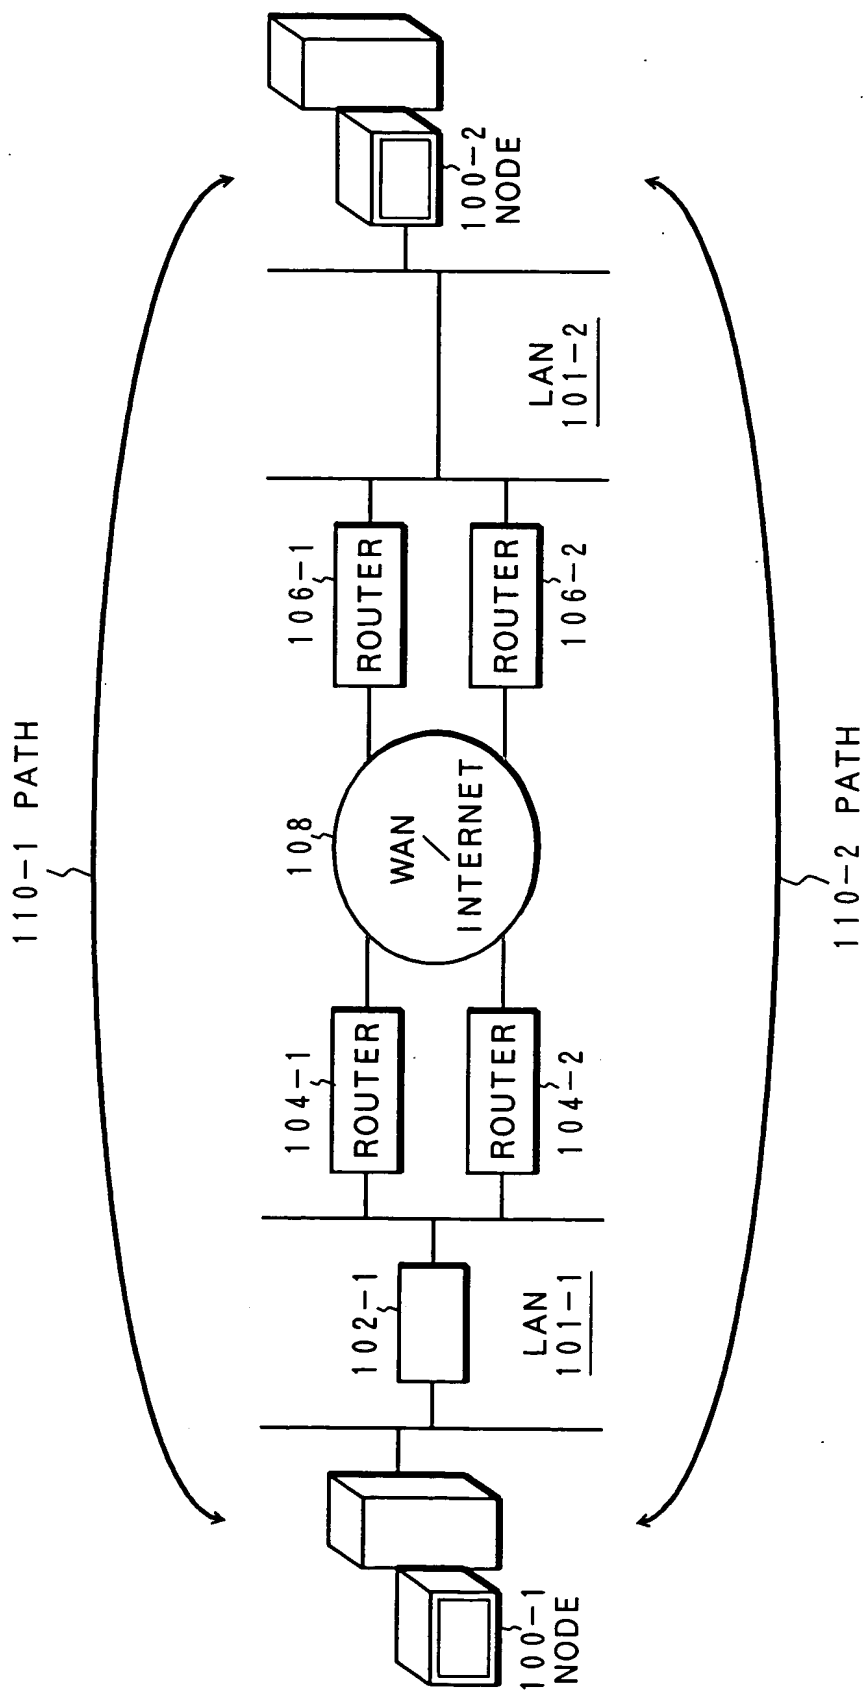 110-1 PATH
100-1
NODE
102-1
LAN
101-1
104-1
ROUTER
ROUTER
104-2
108
WAN
INTERNET
106-1
ROUTER
ROUTER
106-2
LAN
101-2
100-2
NODE
110-2 PATH